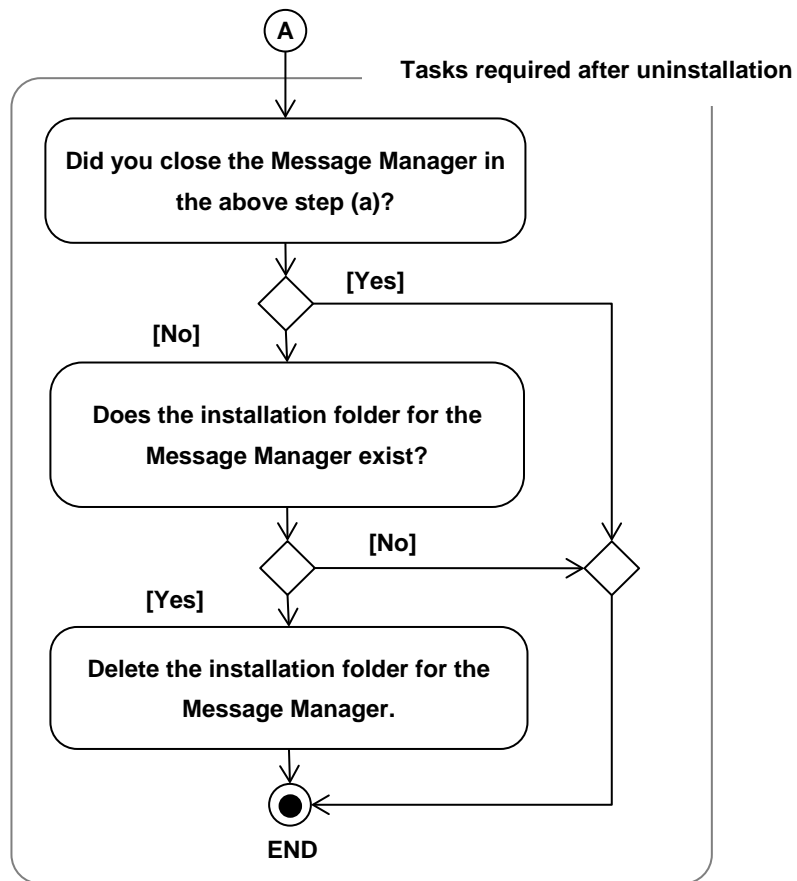 A
Tasks required after uninstallation
Did you close the Message Manager in
the above step (a)?
[Yes]
[No]
Does the installation folder for the
Message Manager exist?
[No]
[Yes]
Delete the installation folder for the
Message Manager.
END